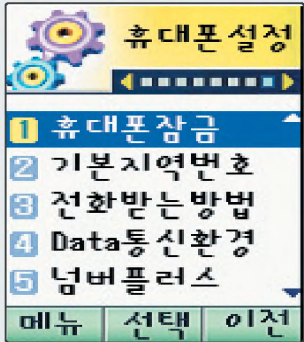 휴대폰설정
1 휴대폰잠금
2 기본지역번호
3 전화받는방법
4 Data통신환경
5 넘버플러스
메뉴 선택 이전